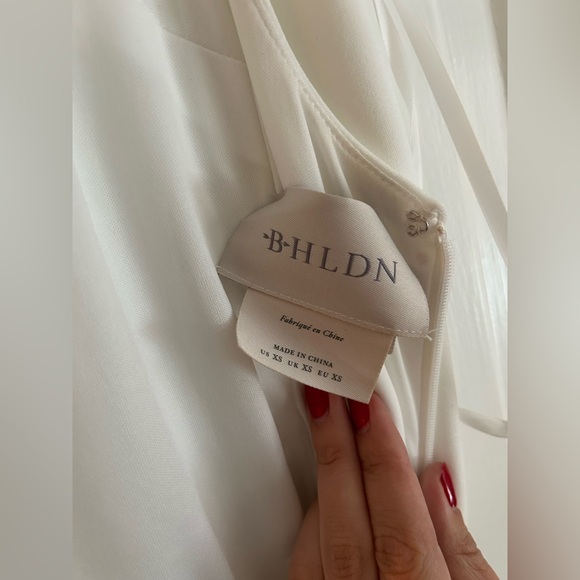 BHLDN
Fabriqué en Chine
MADE IN CHINA
US XS UK XS EU XS